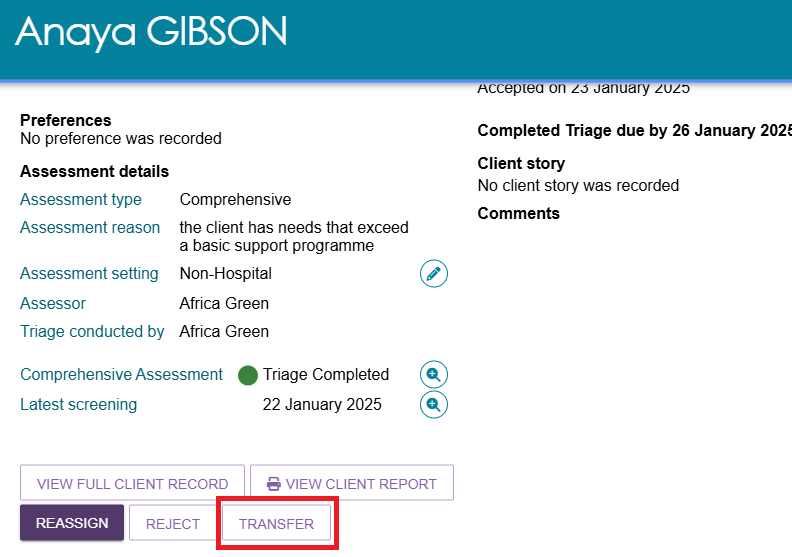 Anaya GIBSON
Accepted on 23 January 2025
Preferences
No preference was recorded
Completed Triage due by 26 January 2025
Assessment details
Client story
No client story was recorded
Assessment type Comprehensive
Comments
Assessment reason the client has needs that exceed
a basic support programme
Assessment setting Non-Hospital
Assessor Africa Green
Triage conducted by Africa Green
Comprehensive Assessment Triage Completed
Latest screening 22 January 2025
VIEW FULL CLIENT RECORD VIEW CLIENT REPORT
REASSIGN REJECT TRANSFER